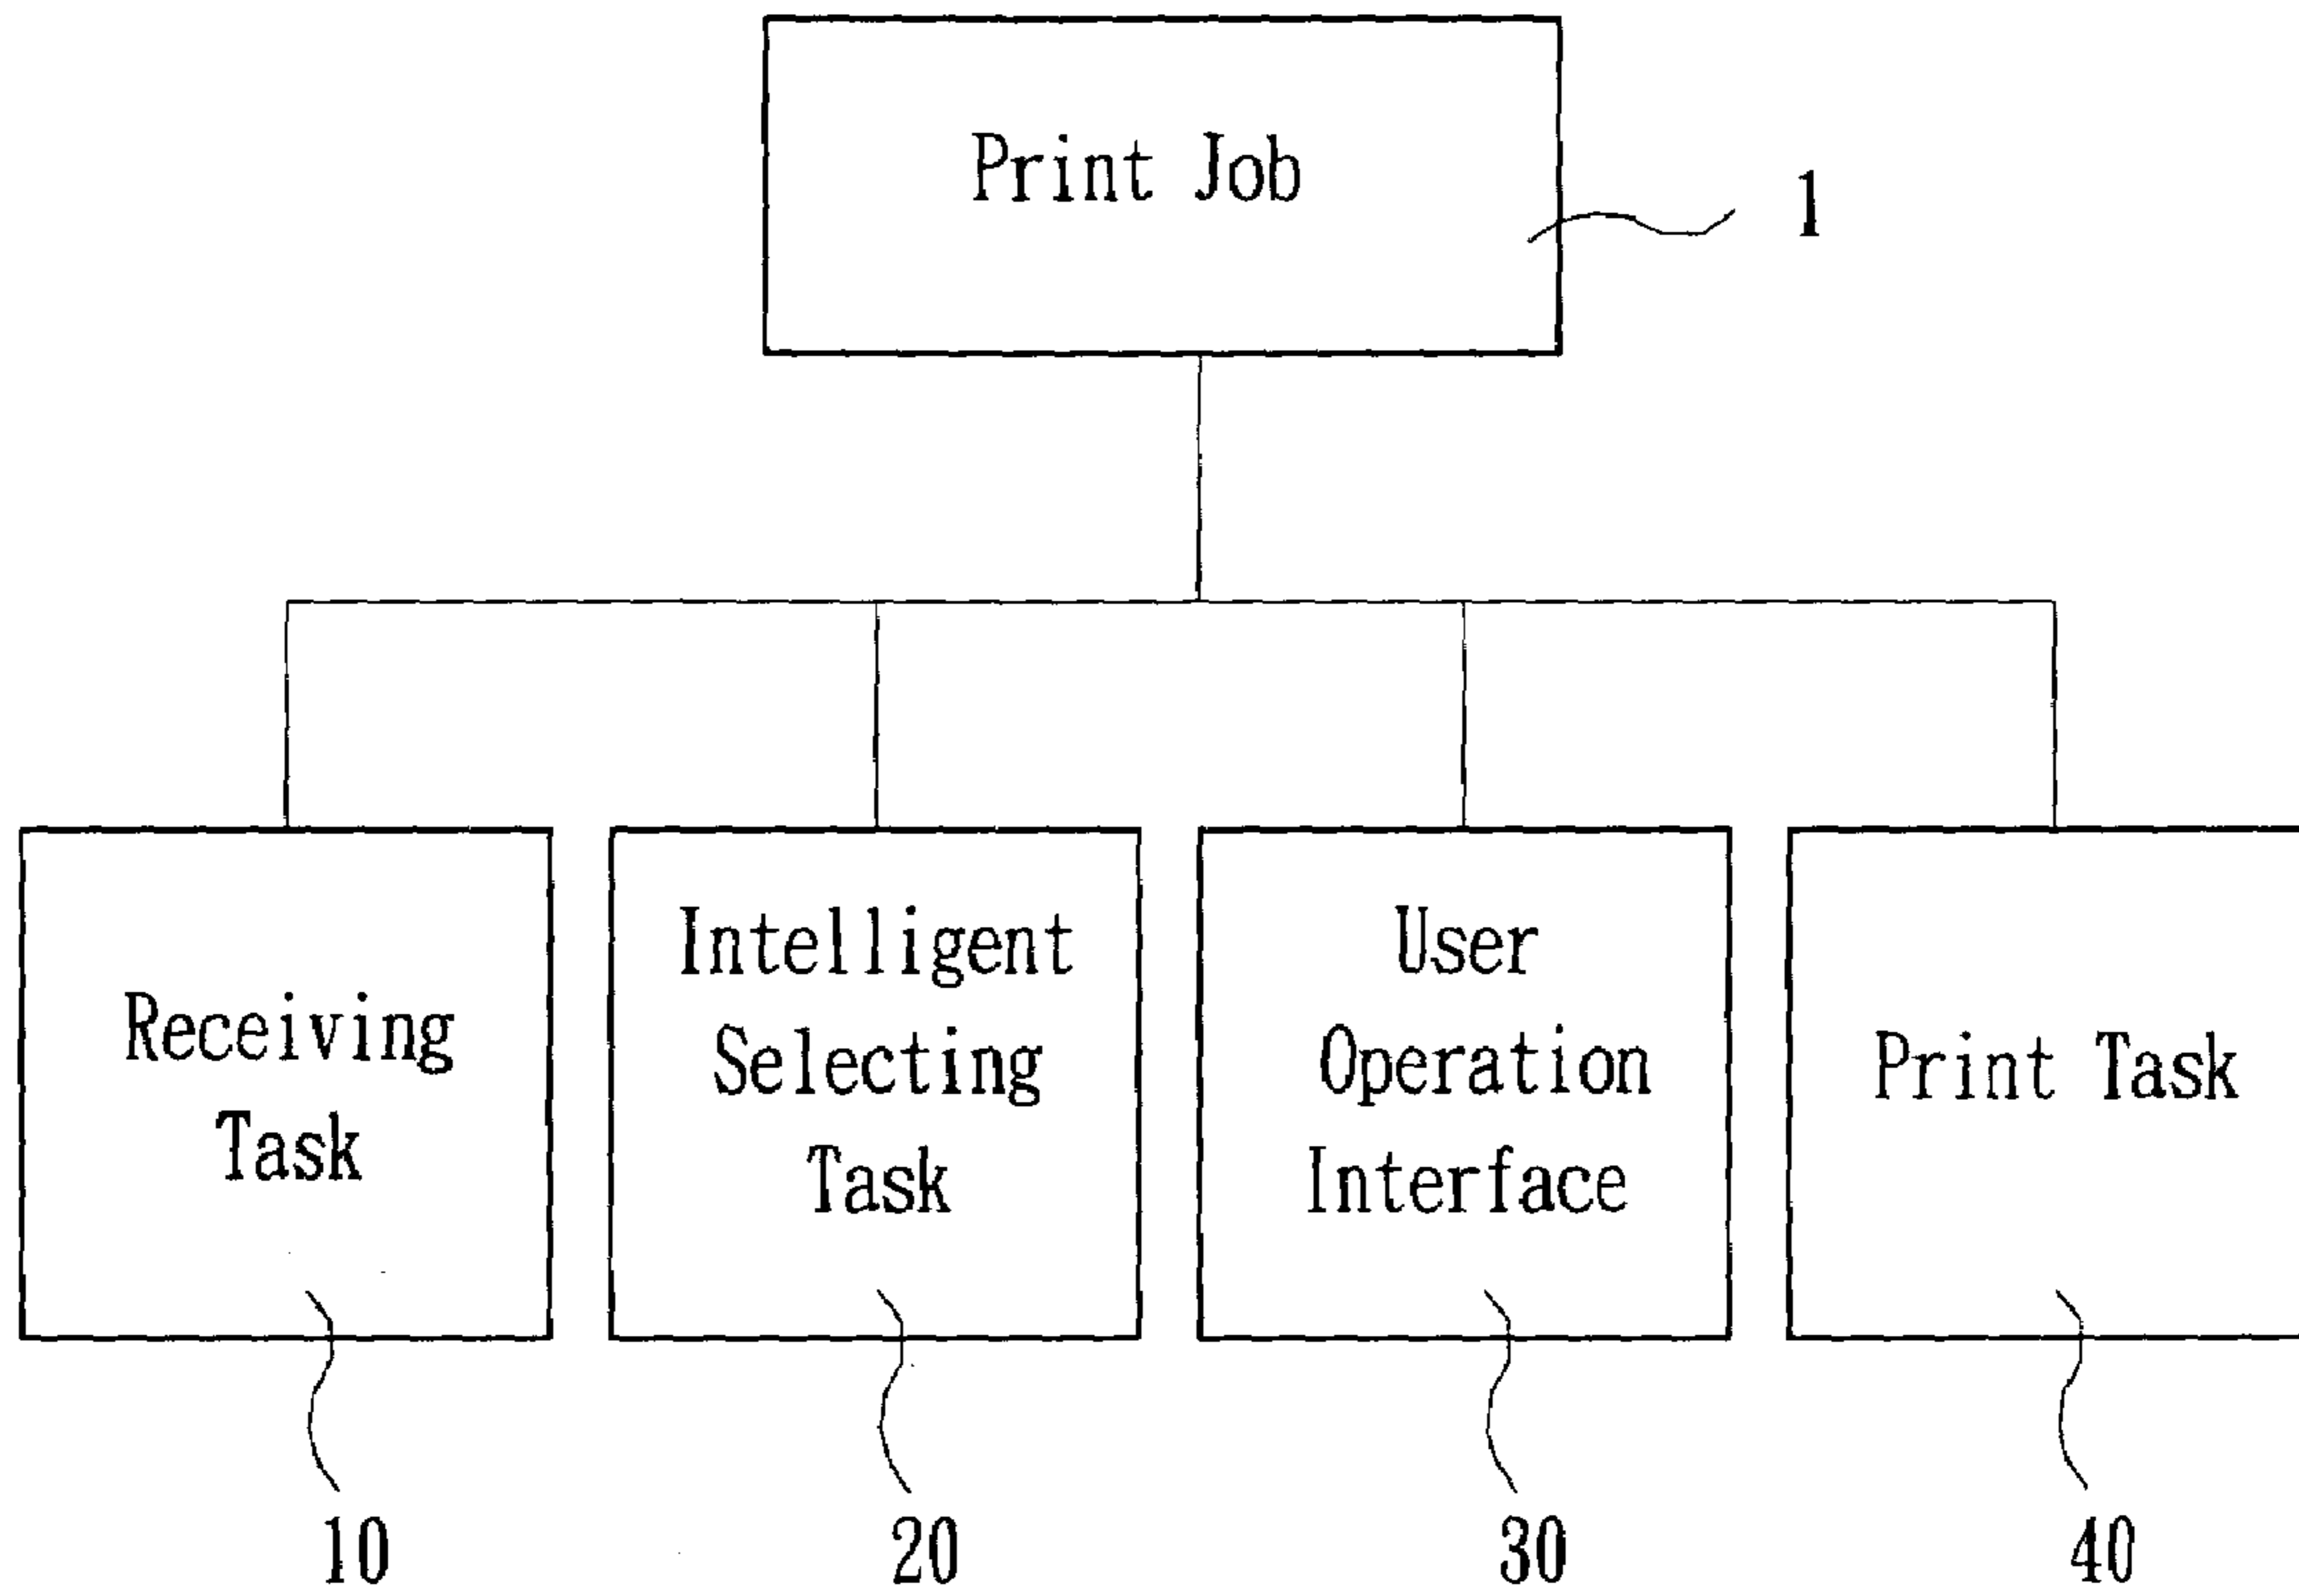 Print Job
1
Receiving
Task
Intelligent
Selecting
Task
User
Operation
Interface
Print Task
10
20
30
40